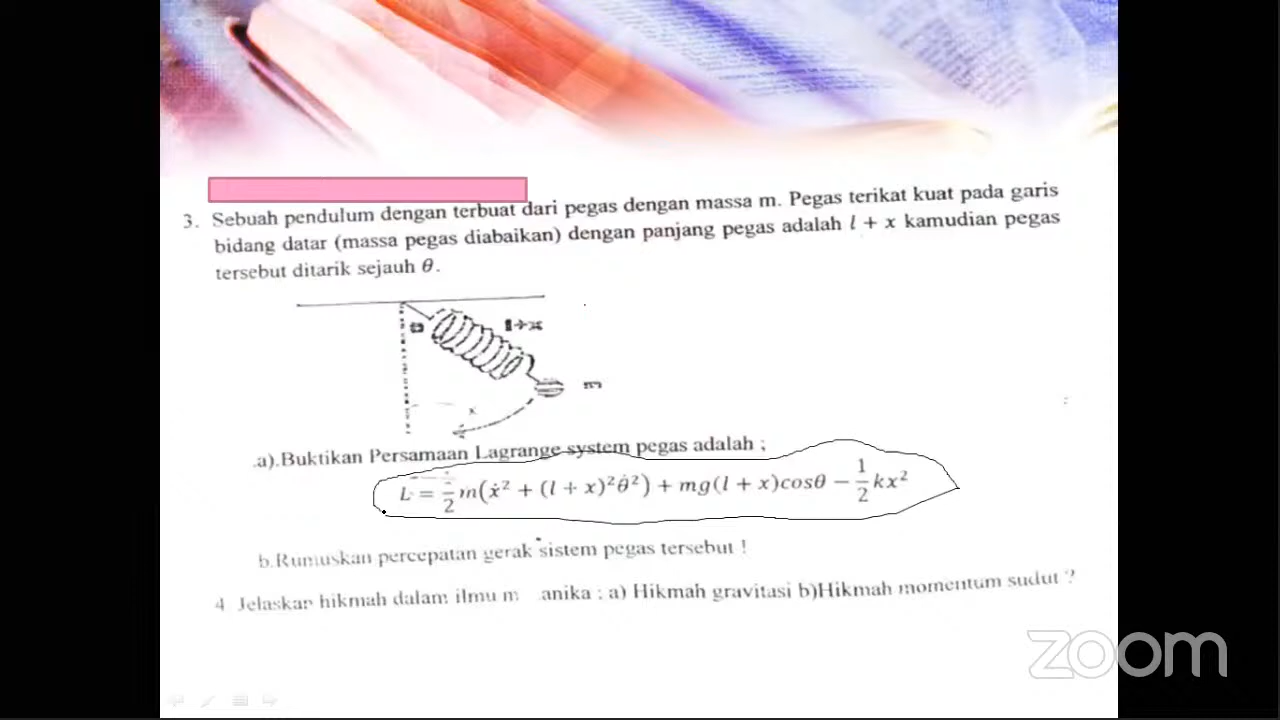 3. Sebuah pendulum dengan terbuat dari pegas dengan massa m. Pegas terikat kuat pada garis
bidang datar (massa pegas diabaikan) dengan panjang pegas adalah l + x kamudian pegas
tersebut ditarik sejauh θ.
θ
l+x
m
x
.a).Buktikan Persamaan Lagrange system pegas adalah ;
L = 1/2 m(ẋ² + (l + x)²θ̇²) + mg(l + x)cosθ − 1/2 kx²
b.Rumuskan percepatan gerak sistem pegas tersebut !
4 Jelaskan hikmah dalam ilmu m anika : a) Hikmah gravitasi b)Hikmah momentum sudut ?
zoom